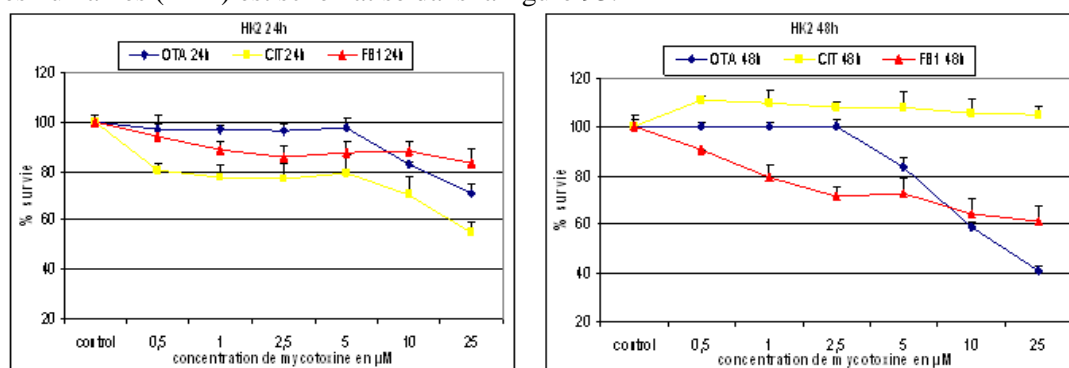 HK2 24h
OTA 24h CIT 24h FB1 24h
120
100
80
60
40
20
% survie
control 0,5 1 2,5 5 10 25
concentration de mycotoxine en µM
HK2 48h
OTA 48h CIT 48h FB1 48h
120
100
80
60
40
20
% survie
control 0,5 1 2,5 5 10 25
concentration de mycotoxine en µM